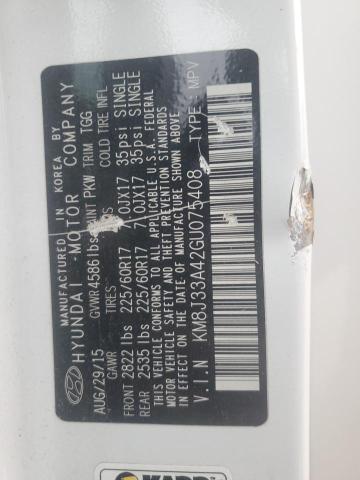 MANUFACTURED IN KOREA BY
HYUNDAI MOTOR COMPANY
AUG/29/15 GVWR 4586 lbs PAINT PKW TRIM TGG
GAWR TIRES COLD TIRE INFL
FRONT 2822 lbs 225/60R17 7.0JX17 35psi SINGLE
REAR 2535 lbs 225/60R17 7.0JX17 35psi SINGLE
THIS VEHICLE CONFORMS TO ALL APPLICABLE U.S.A. FEDERAL
MOTOR VEHICLE SAFETY, BUMPER, AND
THEFT PREVENTION STANDARDS IN EFFECT ON THE DATE OF MANUFACTURE SHOWN ABOVE
V.I.N KM8J33A42GU075408 TYPE: MPV